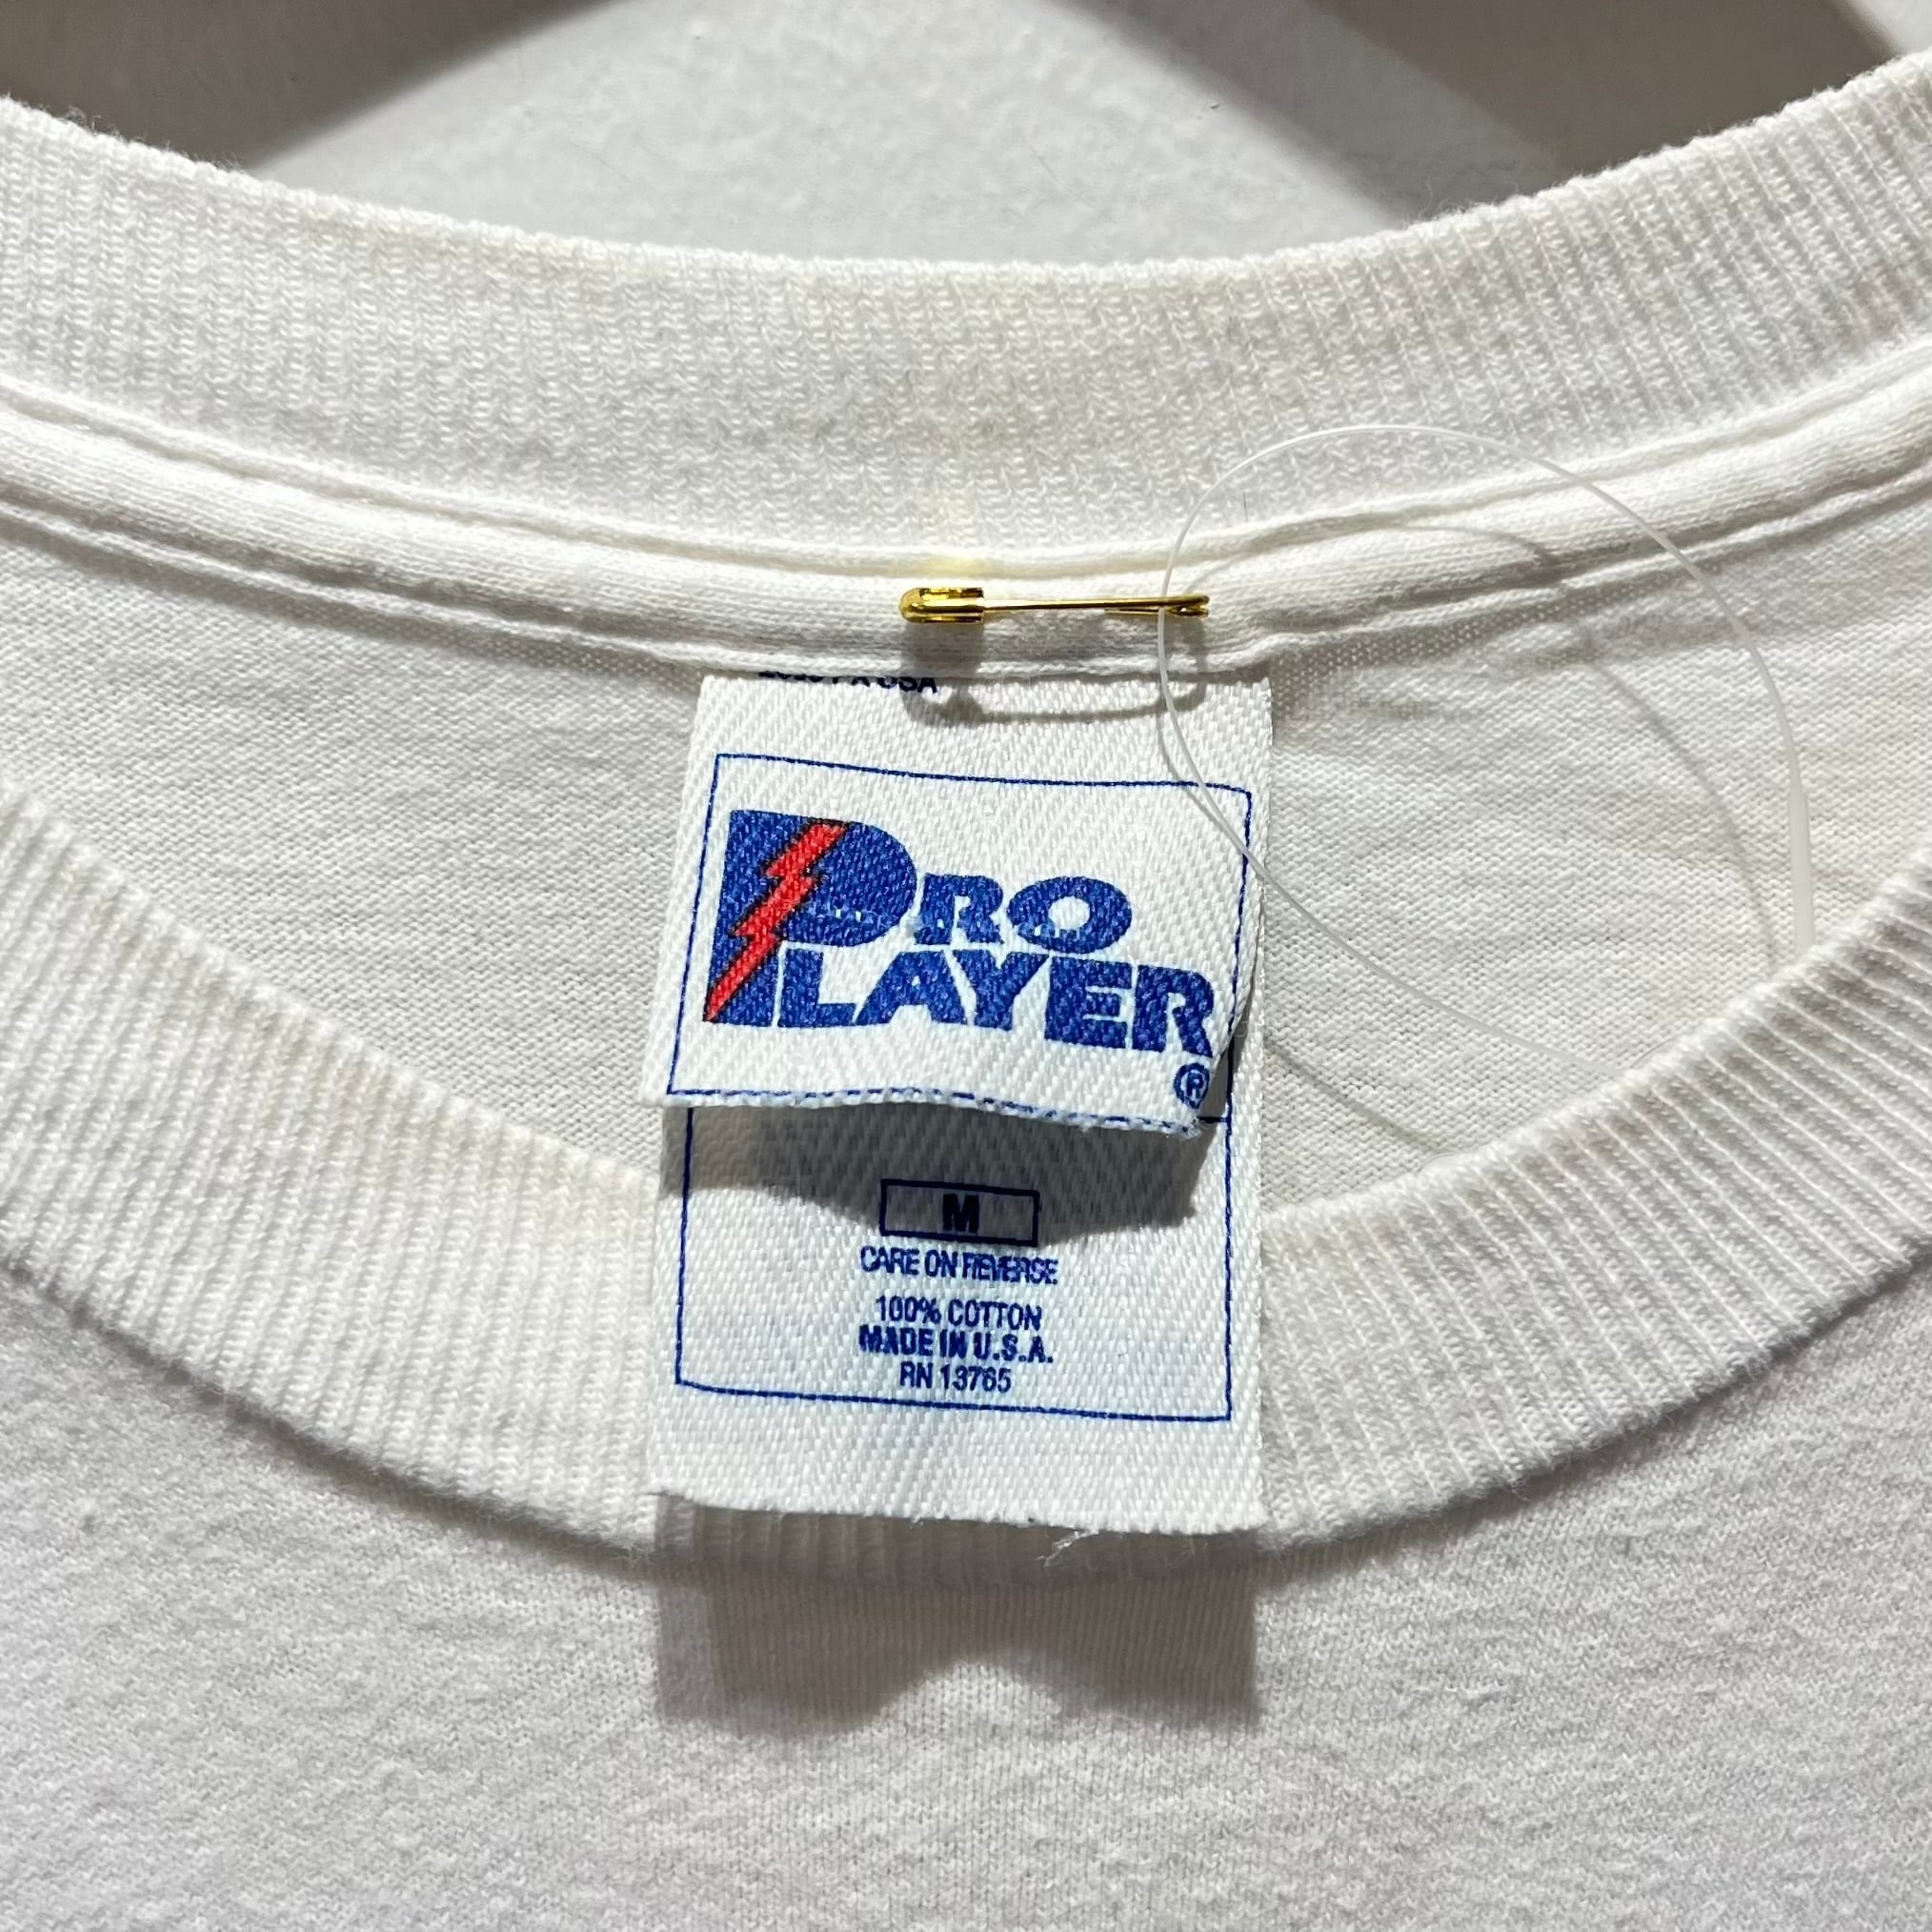 PRO
PLAYER
®
M
CARE ON REVERSE
100% COTTON
MADE IN U.S.A.
RN 13765